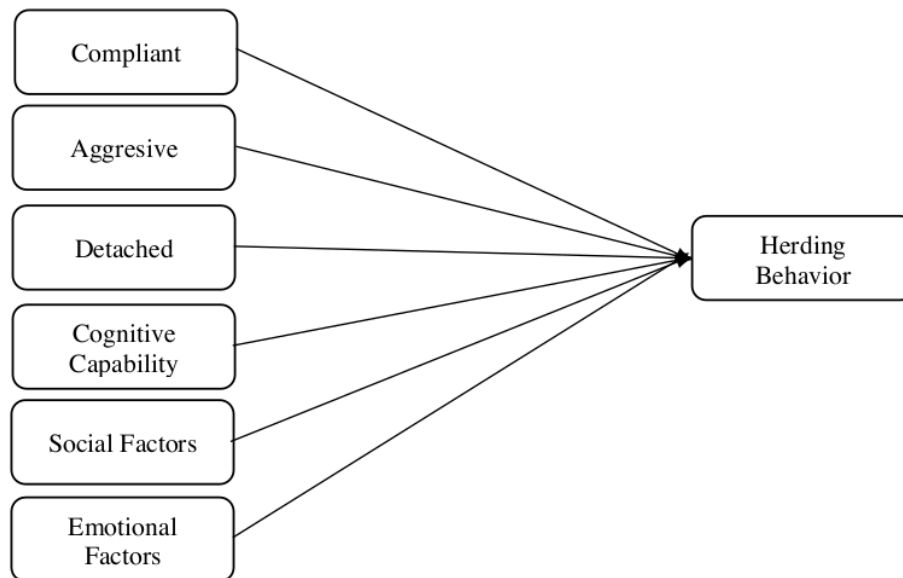 Compliant
Aggresive
Detached
Cognitive
Capability
Social Factors
Emotional
Factors
Herding
Behavior